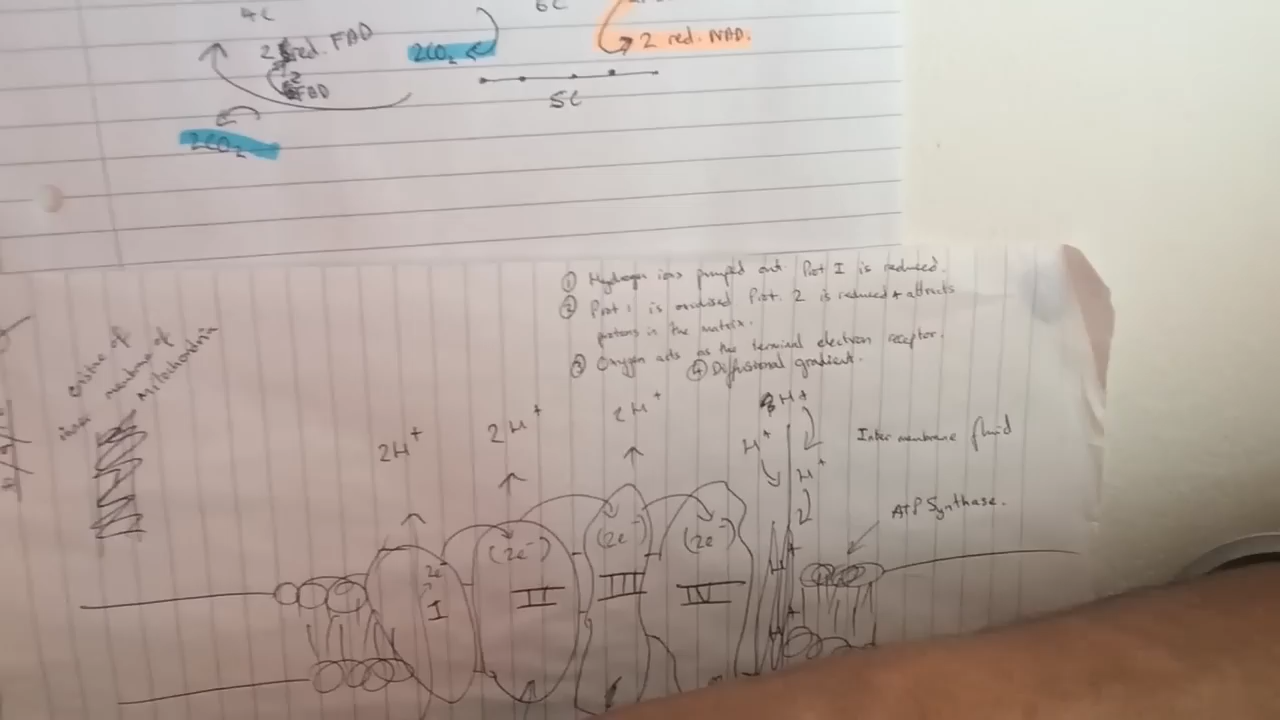 4C
6C
2 red. FAD
2CO₂
2 red. NAD.
2
FAD
5C
2CO₂
① Hydrogen ions pumped out. Prot I is reduced.
② Prot 1 is oxidised Prot. 2 is reduced + attracts
protons in the matrix.
③ Oxygen acts as the terminal electron receptor.
④ Diffusional gradient.
cristae of
inner membrane of
Mitochondria
2H⁺
2H⁺
2H⁺
H⁺
H⁺
H⁺
Inter membrane fluid
ATP Synthase.
2e⁻
(2e⁻)
(2e⁻)
(2e⁻)
I
II
III
IV